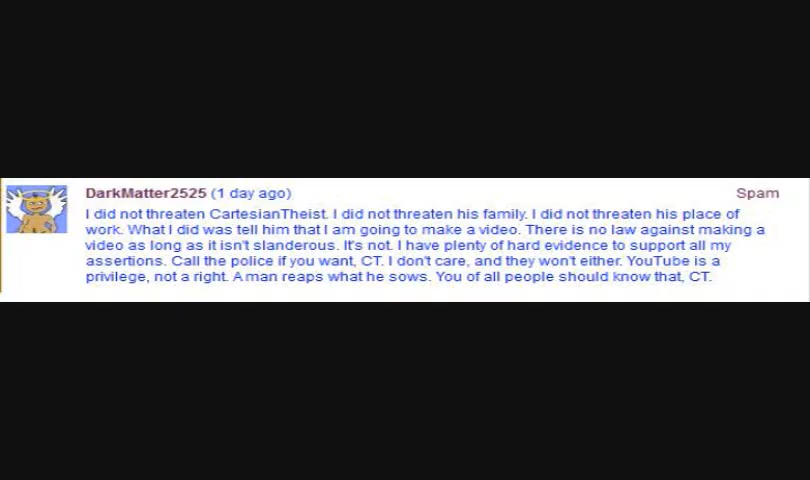 DarkMatter2525 (1 day ago) Spam
I did not threaten CartesianTheist. I did not threaten his family. I did not threaten his place of
work. What I did was tell him that I am going to make a video. There is no law against making a
video as long as it isn't slanderous. It's not. I have plenty of hard evidence to support all my
assertions. Call the police if you want, CT. I don't care, and they won't either. YouTube is a
privilege, not a right. A man reaps what he sows. You of all people should know that, CT.